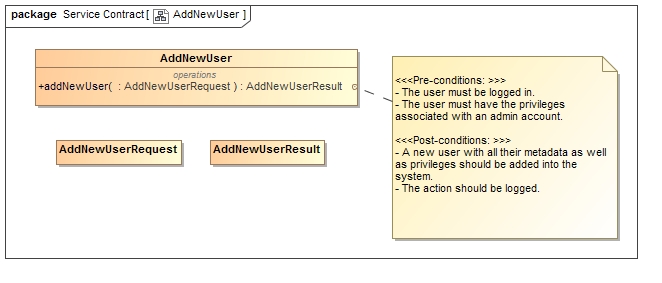 package Service Contract [ AddNewUser ]
AddNewUser
operations
+addNewUser( : AddNewUserRequest ) : AddNewUserResult
AddNewUserRequest
AddNewUserResult
<<<Pre-conditions: >>>
- The user must be logged in.
- The user must have the privileges
associated with an admin account.
<<<Post-conditions: >>>
- A new user with all their metadata as well
as privileges should be added into the
system.
- The action should be logged.